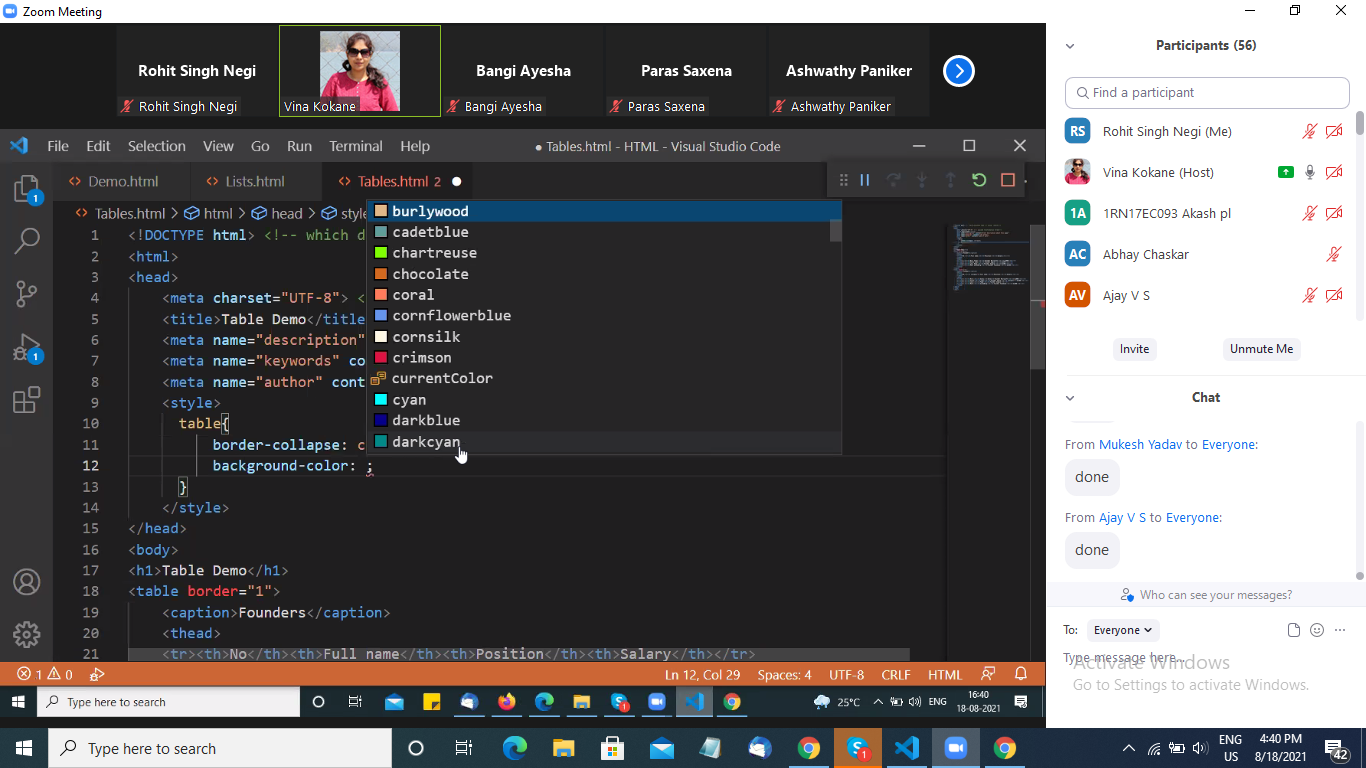 Zoom Meeting
Rohit Singh Negi
Bangi Ayesha
Paras Saxena
Ashwathy Paniker
Rohit Singh Negi
Vina Kokane
Bangi Ayesha
Paras Saxena
Ashwathy Paniker
File Edit Selection View Go Run Terminal Help
● Tables.html - HTML - Visual Studio Code
Demo.html
Lists.html
Tables.html 2
Tables.html > html > head > style
burlywood
cadetblue
chartreuse
chocolate
coral
cornflowerblue
cornsilk
crimson
currentColor
cyan
darkblue
darkcyan
1 <!DOCTYPE html> <!-- which d
2 <html>
3 <head>
4 <meta charset="UTF-8"> <
5 <title>Table Demo</title
6 <meta name="description"
7 <meta name="keywords" co
8 <meta name="author" cont
9 <style>
10 table{
11 border-collapse: c
12 background-color: ;
13 }
14 </style>
15 </head>
16 <body>
17 <h1>Table Demo</h1>
18 <table border="1">
19 <caption>Founders</caption>
20 <thead>
21 <tr><th>No</th><th>Full name</th><th>Position</th><th>Salary</th></tr>
1
1
1 0
Ln 12, Col 29 Spaces: 4 UTF-8 CRLF HTML
Type here to search
1
25°C
ENG
16:40
18-08-2021
Participants (56)
Find a participant
RS Rohit Singh Negi (Me)
Vina Kokane (Host)
1A 1RN17EC093 Akash pl
AC Abhay Chaskar
AV Ajay V S
Invite
Unmute Me
Chat
From Mukesh Yadav to Everyone:
done
From Ajay V S to Everyone:
done
Who can see your messages?
To: Everyone
Type message here...
Activate Windows
Go to Settings to activate Windows.
Type here to search
1
ENG
US
4:40 PM
8/18/2021
42